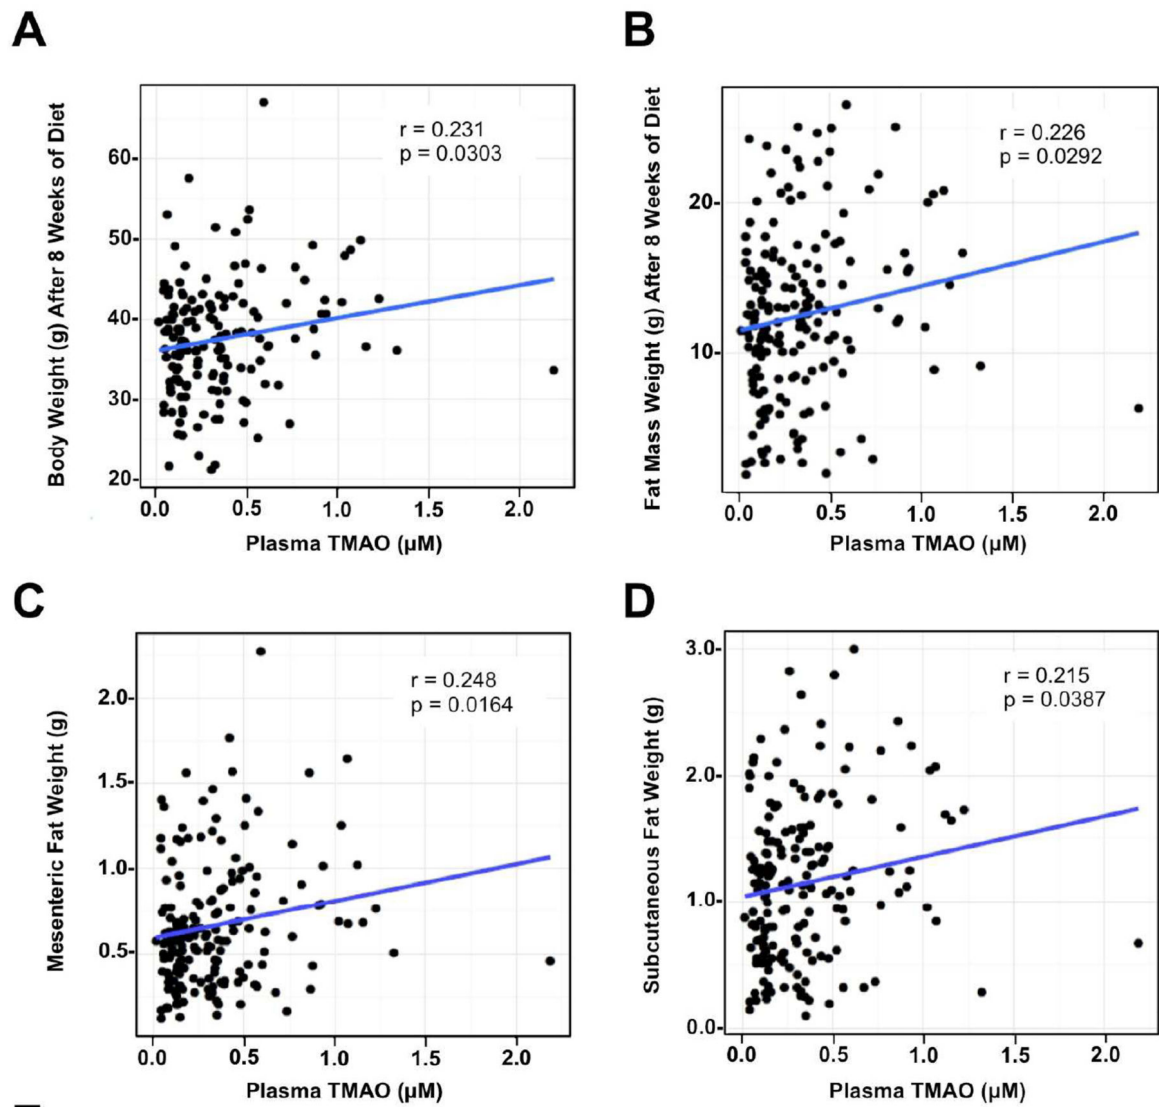 A
Body Weight (g) After 8 Weeks of Diet
60
50
40
30
20
r = 0.231
p = 0.0303
0.0 0.5 1.0 1.5 2.0
Plasma TMAO (µM)
B
Fat Mass Weight (g) After 8 Weeks of Diet
20
10
r = 0.226
p = 0.0292
0.0 0.5 1.0 1.5 2.0
Plasma TMAO (µM)
C
Mesenteric Fat Weight (g)
2.0
1.5
1.0
0.5
r = 0.248
p = 0.0164
0.0 0.5 1.0 1.5 2.0
Plasma TMAO (µM)
D
Subcutaneous Fat Weight (g)
3.0
2.0
1.0
0.0
r = 0.215
p = 0.0387
0.0 0.5 1.0 1.5 2.0
Plasma TMAO (µM)